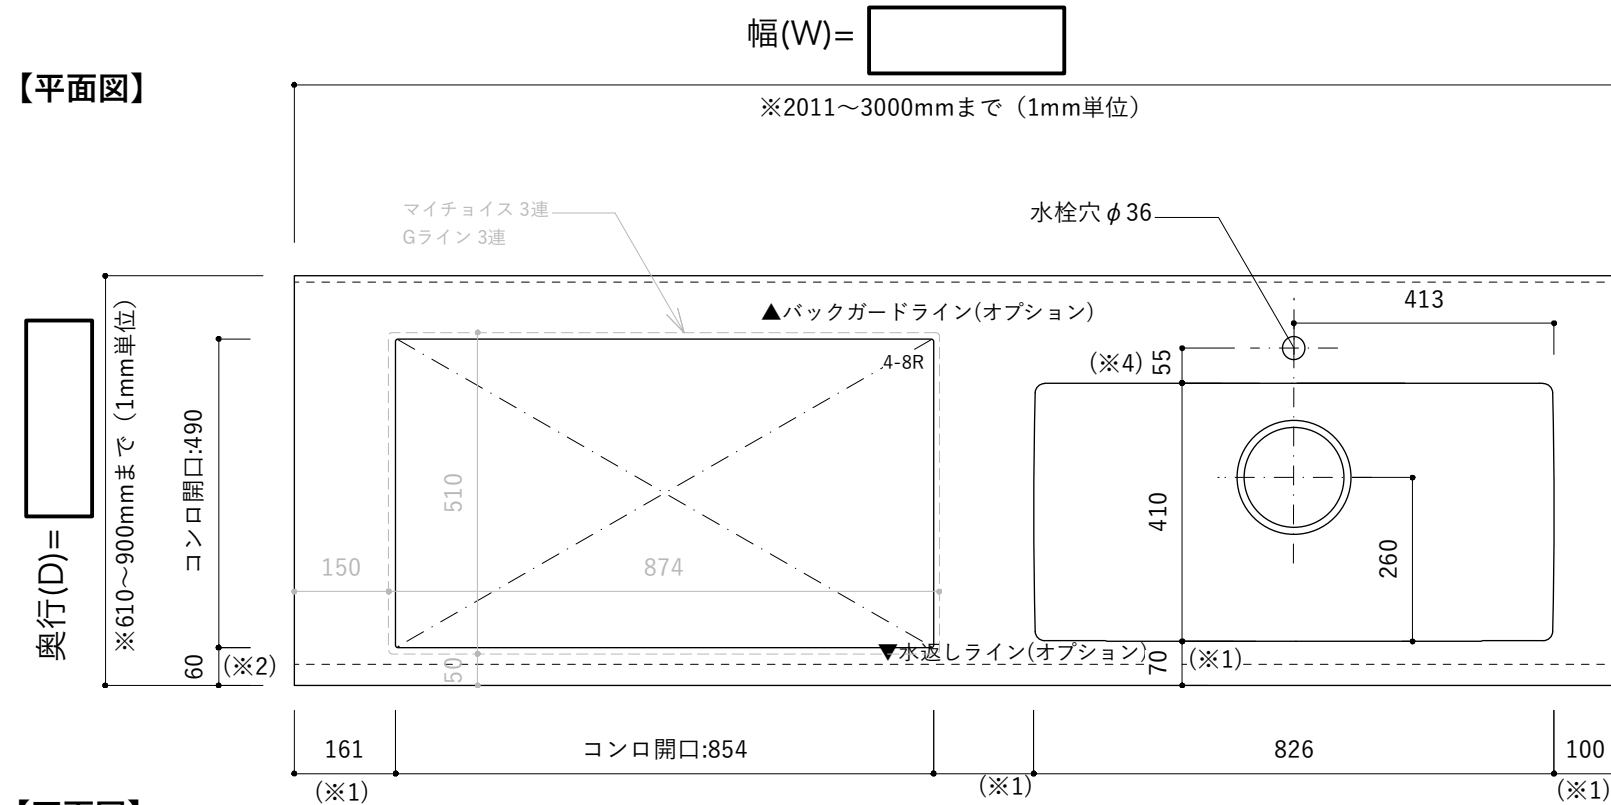 幅(W)=
【平面図】
※2011～3000mmまで（1mm単位）
マイチョイス 3連
Gライン 3連
水栓穴φ36
▲バックガードライン(オプション)
413
4-8R
(※4)
55
奥行(D)=
※610～900mmまで（1mm単位）
コンロ開口:490
60
(※2)
510
150
874
50
410
260
▼水返しライン(オプション)
70
(※1)
161
コンロ開口:854
826
100
(※1)
(※1)
(※1)